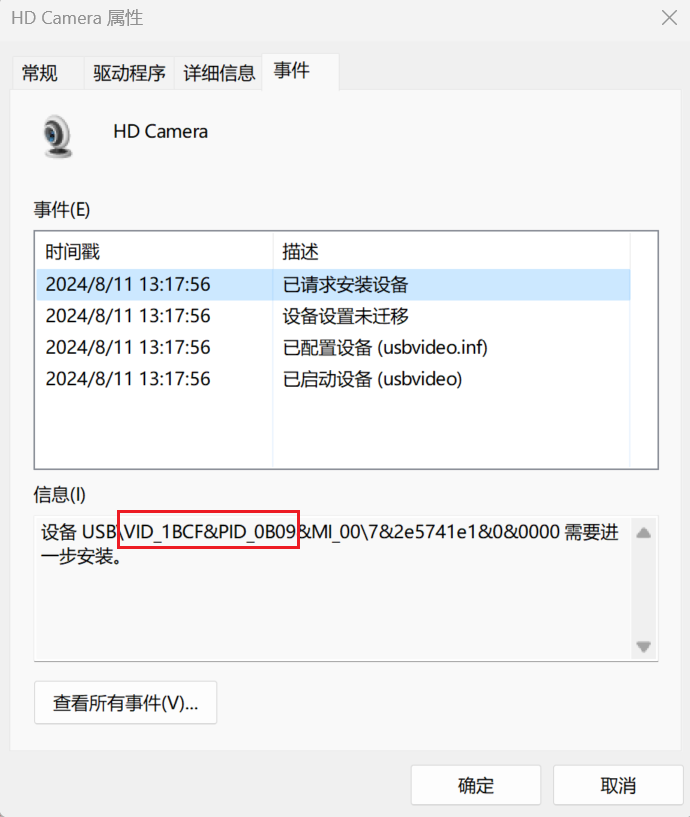 HD Camera 属性
常规 驱动程序 详细信息 事件
HD Camera
事件(E)
时间戳 描述
2024/8/11 13:17:56 已请求安装设备
2024/8/11 13:17:56 设备设置未迁移
2024/8/11 13:17:56 已配置设备 (usbvideo.inf)
2024/8/11 13:17:56 已启动设备 (usbvideo)
信息(I)
设备 USB\VID_1BCF&PID_0B09&MI_00\7&2e5741e1&0&0000 需要进
一步安装。
查看所有事件(V)...
确定 取消